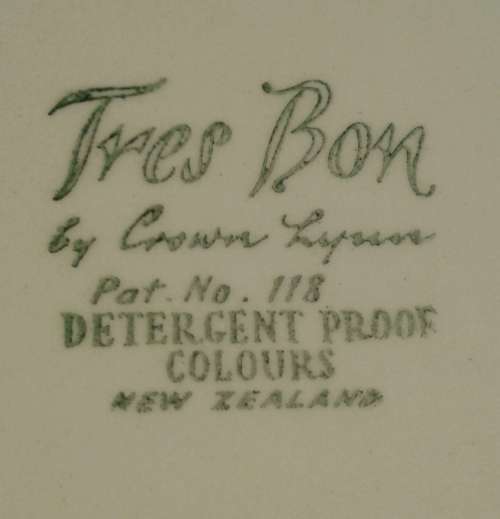 Tres Bon
by Crown Lynn
Pat. No. 118
DETERGENT PROOF
COLOURS
NEW ZEALAND